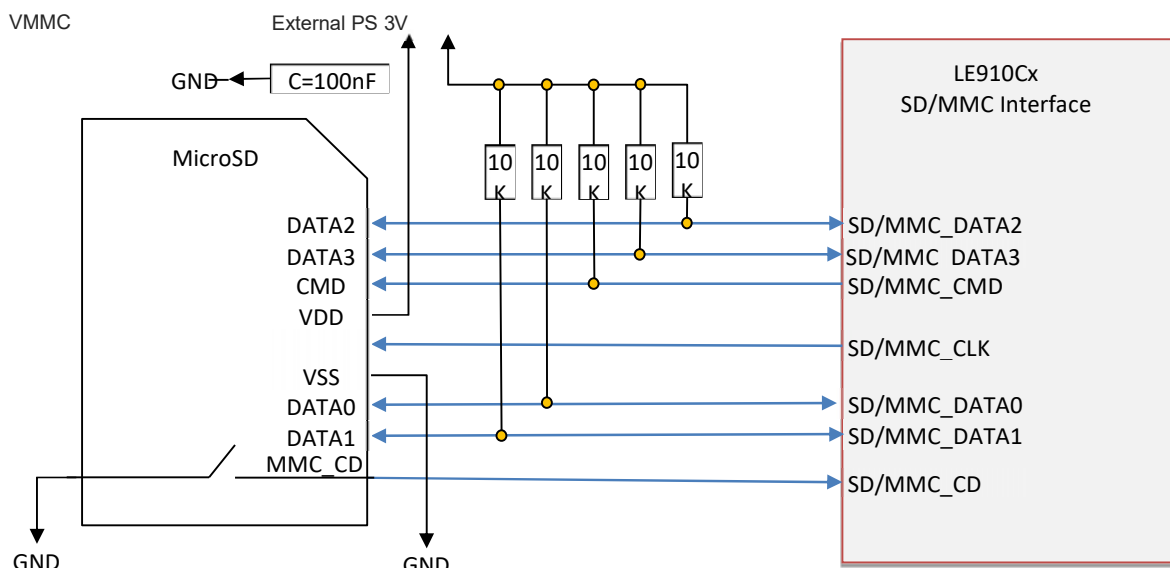 VMMC
External PS 3V
GND
C=100nF
LE910Cx
SD/MMC Interface
MicroSD
10
K
10
K
10
K
10
K
10
K
DATA2
SD/MMC_DATA2
DATA3
SD/MMC DATA3
CMD
SD/MMC_CMD
VDD
SD/MMC_CLK
VSS
DATA0
SD/MMC_DATA0
DATA1
SD/MMC_DATA1
MMC_CD
SD/MMC_CD
GND
GND